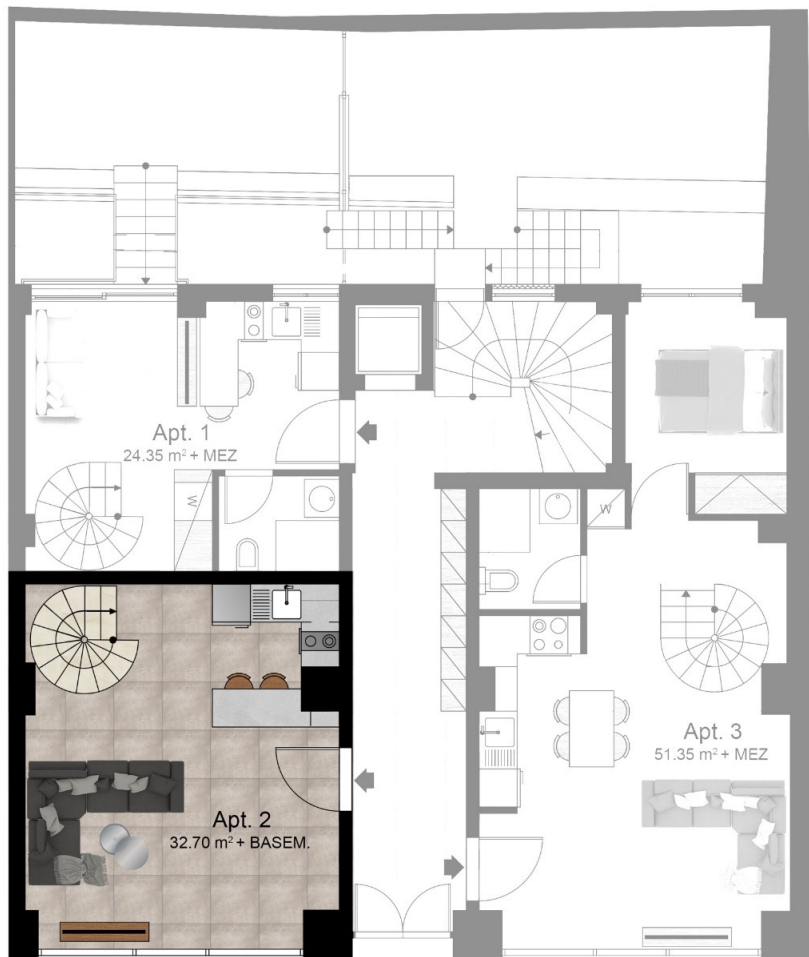 Apt. 1
24.35 m² + MEZ
W
W
Apt. 2
32.70 m² + BASEM.
Apt. 3
51.35 m² + MEZ